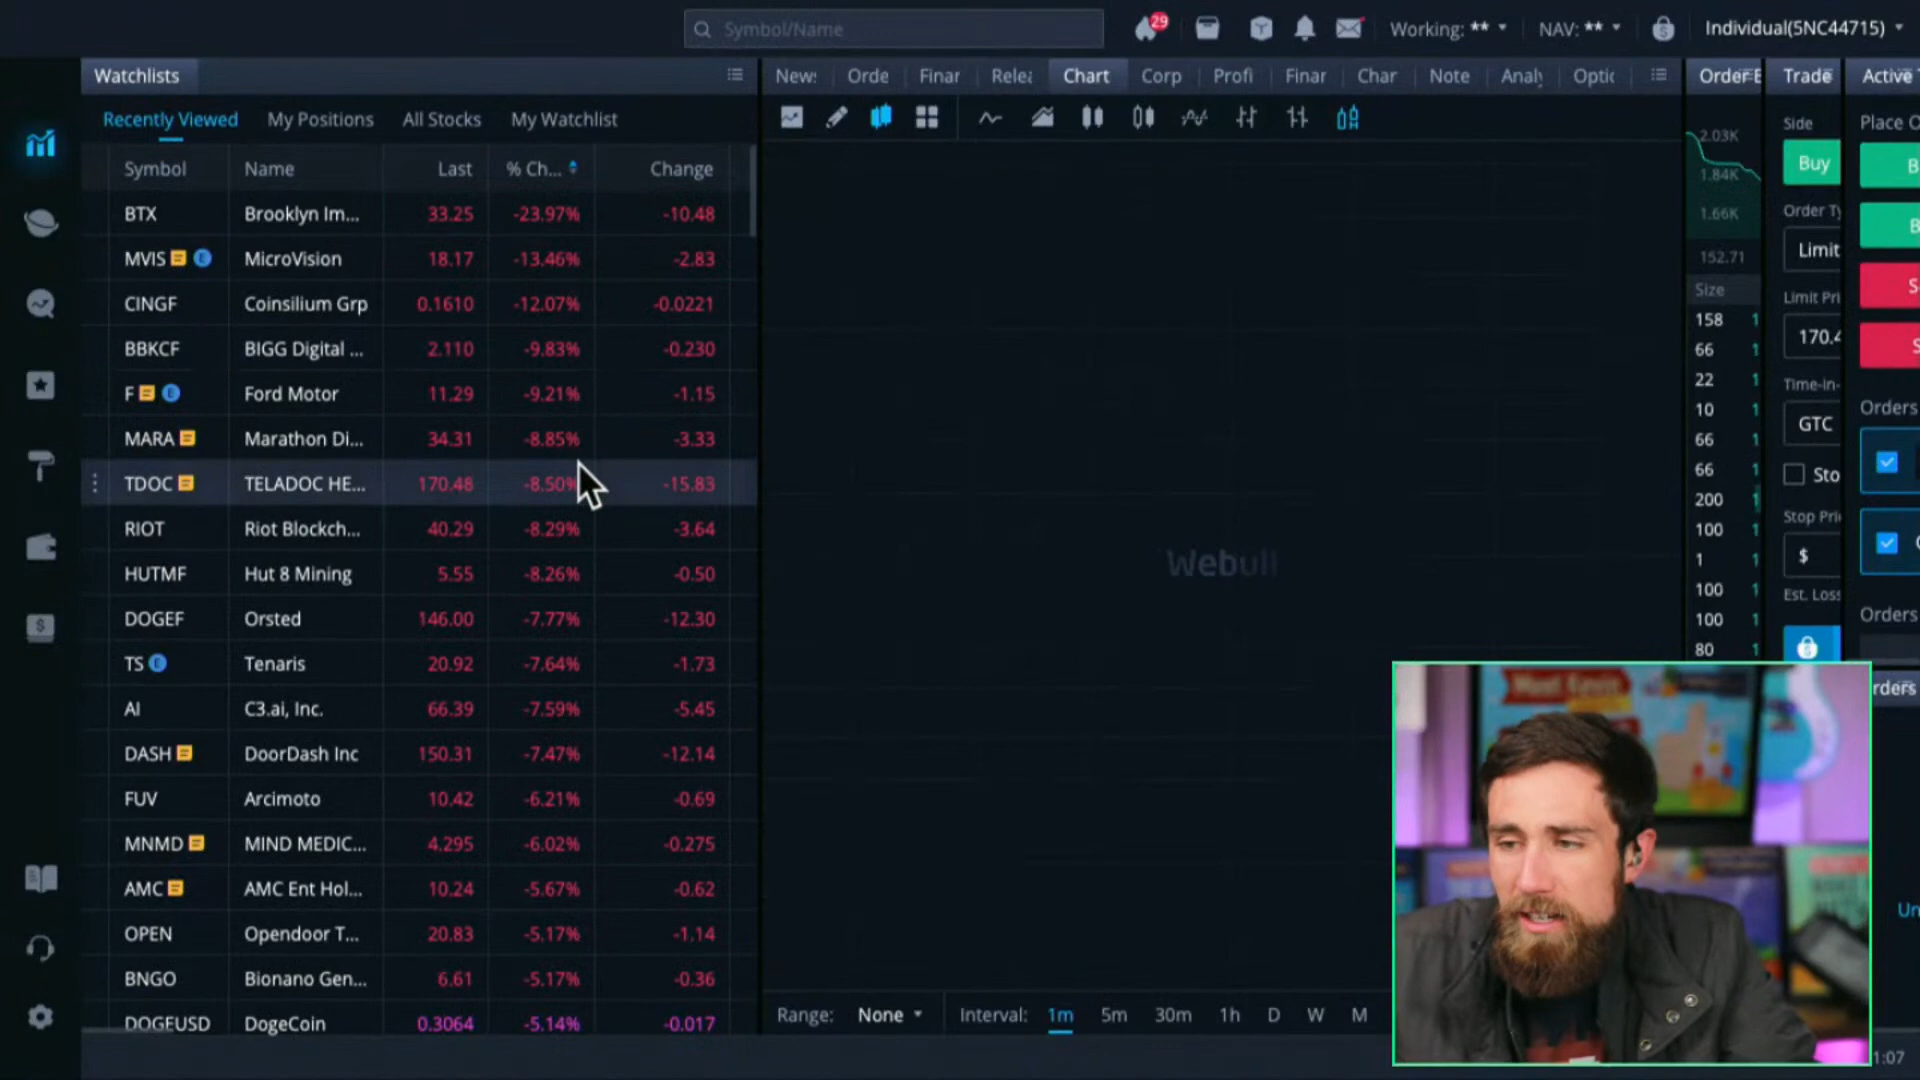 Symbol/Name
29
Working: **
NAV: **
Individual(5NC44715)
Watchlists
Orde
Finar
Chart
Corp
Profi
Finar
Char
Note
Optic
Trade
Active
Recently Viewed
My Positions
All Stocks
My Watchlist
Symbol Name Last % Ch... Change
BTX Brooklyn Im... 33.25 -23.97% -10.48
MVIS E MicroVision 18.17 -13.46% -2.83
CINGF Coinsilium Grp 0.1610 -12.07% -0.0221
BBKCF BIGG Digital ... 2.110 -9.83% -0.230
F E Ford Motor 11.29 -9.21% -1.15
MARA Marathon Di... 34.31 -8.85% -3.33
TDOC TELADOC HE... 170.48 -8.50% -15.83
RIOT Riot Blockch... 40.29 -8.29% -3.64
HUTMF Hut 8 Mining 5.55 -8.26% -0.50
DOGEF Orsted 146.00 -7.77% -12.30
TS E Tenaris 20.92 -7.64% -1.73
AI C3.ai, Inc. 66.39 -7.59% -5.45
DASH DoorDash Inc 150.31 -7.47% -12.14
FUV Arcimoto 10.42 -6.21% -0.69
MNMD MIND MEDIC... 4.295 -6.02% -0.275
AMC AMC Ent Hol... 10.24 -5.67% -0.62
OPEN Opendoor T... 20.83 -5.17% -1.14
BNGO Bionano Gen... 6.61 -5.17% -0.36
DOGEUSD DogeCoin 0.3064 -5.14% -0.017
Webull
Range: None
Interval: 1m 5m 30m 1h D W M
2.03K
1.84K
1.66K
152.71
Size
158
66
22
10
66
66
200
100
1
100
100
80
Side
Buy
Limit
170.4
GTC
Sto
$
Est. Loss
Place O
Orders
Orders
rders
Un
1:07